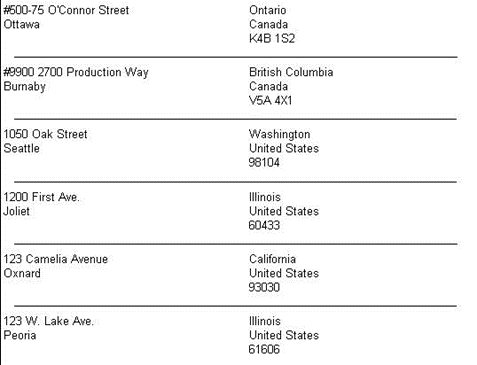 #500-75 O'Connor Street Ontario
Ottawa Canada
K4B 1S2
#9900 2700 Production Way British Columbia
Burnaby Canada
V5A 4X1
1050 Oak Street Washington
Seattle United States
98104
1200 First Ave. Illinois
Joliet United States
60433
123 Camelia Avenue California
Oxnard United States
93030
123 W. Lake Ave. Illinois
Peoria United States
61606